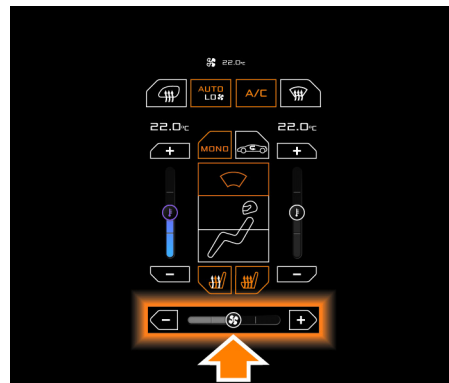 22.0°c
AUTO A/C
LO
22.0°c 22.0°c
+ MONO +
- -
- +